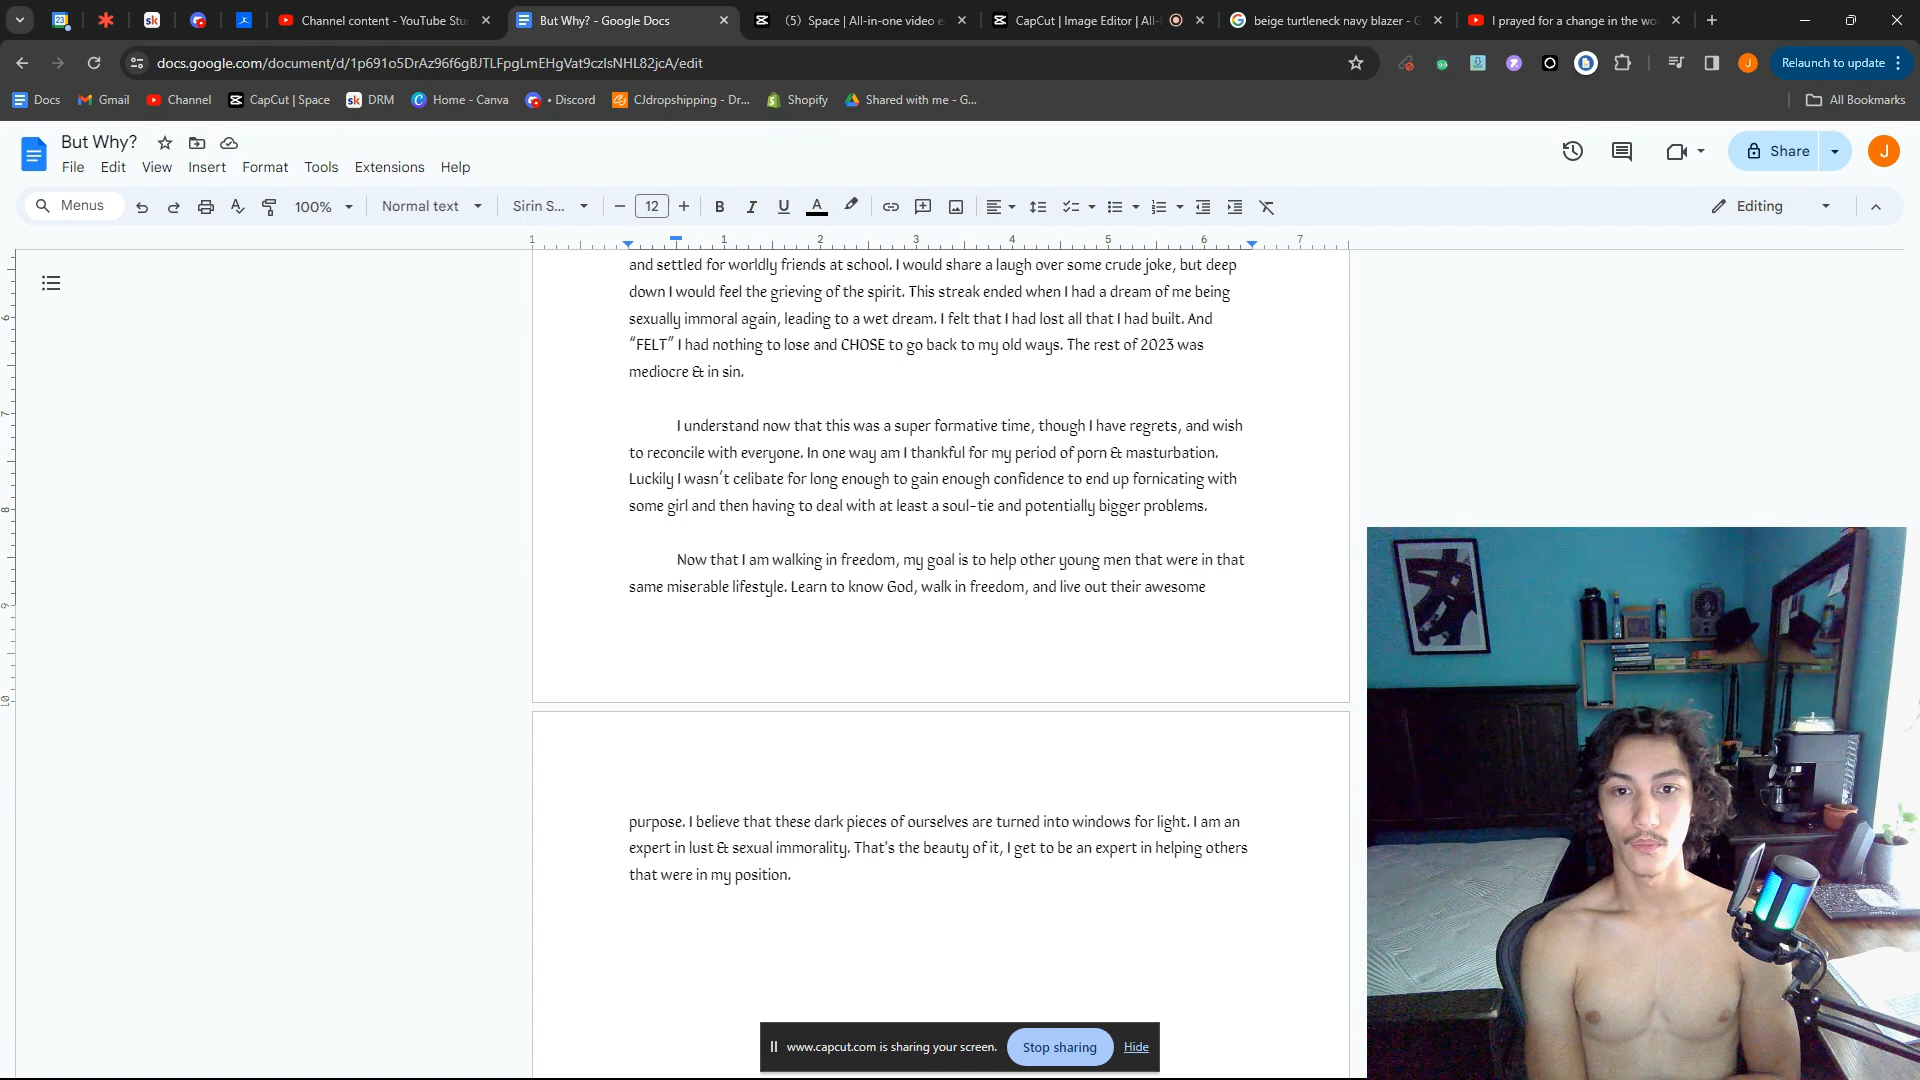 Channel content - YouTube Stu
But Why? - Google Docs
(5) Space | All-in-one video e
CapCut | Image Editor | All-
beige turtleneck navy blazer - G
I prayed for a change in the wo
docs.google.com/document/d/1p691o5DrAz96f6gBJTLFpgLmEHgVat9czlsNHL82jcA/edit
Relaunch to update
Docs
Gmail
Channel
CapCut | Space
sk DRM
Home - Canva
• Discord
CJdropshipping - Dr...
Shopify
Shared with me - G...
All Bookmarks
But Why?
Share
J
File Edit View Insert Format Tools Extensions Help
Menus
100%
Normal text
Sirin S...
12
Editing
1 1 2 3 4 5 6 7
and settled for worldly friends at school. I would share a laugh over some crude joke, but deep
down I would feel the grieving of the spirit. This streak ended when I had a dream of me being
sexually immoral again, leading to a wet dream. I felt that I had lost all that I had built. And
“FELT” I had nothing to lose and CHOSE to go back to my old ways. The rest of 2023 was
mediocre & in sin.
I understand now that this was a super formative time, though I have regrets, and wish
to reconcile with everyone. In one way am I thankful for my period of porn & masturbation.
Luckily I wasn't celibate for long enough to gain enough confidence to end up fornicating with
some girl and then having to deal with at least a soul-tie and potentially bigger problems.
Now that I am walking in freedom, my goal is to help other young men that were in that
same miserable lifestyle. Learn to know God, walk in freedom, and live out their awesome
purpose. I believe that these dark pieces of ourselves are turned into windows for light. I am an
expert in lust & sexual immorality. That's the beauty of it, I get to be an expert in helping others
that were in my position.
www.capcut.com is sharing your screen.
Stop sharing
Hide